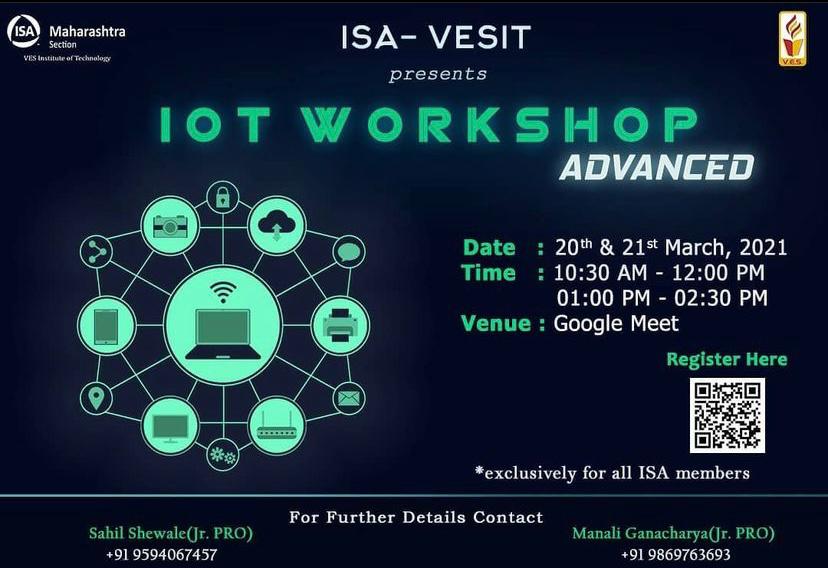 ISA
Maharashtra
Section
VES Institute of Technology
V.E.S.
ISA- VESIT
presents
IOT WORKSHOP
ADVANCED
Date : 20th & 21st March, 2021
Time : 10:30 AM - 12:00 PM
01:00 PM - 02:30 PM
Venue : Google Meet
Register Here
*exclusively for all ISA members
For Further Details Contact
Sahil Shewale(Jr. PRO)
+91 9594067457
Manali Ganacharya(Jr. PRO)
+91 9869763693